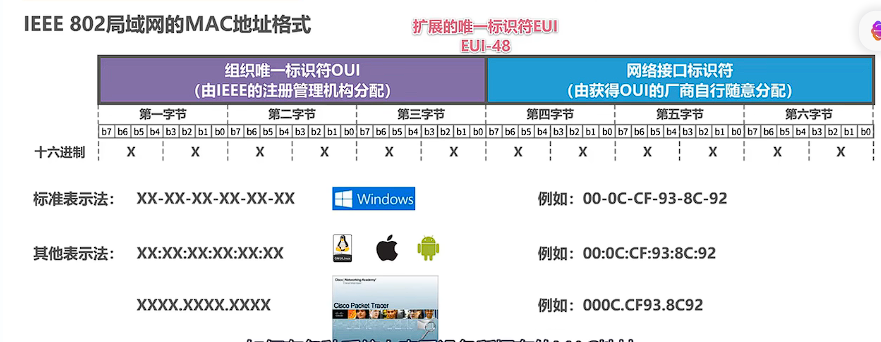 IEEE 802局域网的MAC地址格式
扩展的唯一标识符EUI
EUI-48
组织唯一标识符OUI
（由IEEE的注册管理机构分配）
网络接口标识符
（由获得OUI的厂商自行随意分配）
第一字节 第二字节 第三字节 第四字节 第五字节 第六字节
b7 b6 b5 b4 b3 b2 b1 b0 b7 b6 b5 b4 b3 b2 b1 b0 b7 b6 b5 b4 b3 b2 b1 b0 b7 b6 b5 b4 b3 b2 b1 b0 b7 b6 b5 b4 b3 b2 b1 b0 b7 b6 b5 b4 b3 b2 b1 b0
十六进制 X X X X X X X X X X X X
标准表示法： XX-XX-XX-XX-XX-XX Windows 例如：00-0C-CF-93-8C-92
其他表示法： XX:XX:XX:XX:XX:XX 例如：00:0C:CF:93:8C:92
XXXX.XXXX.XXXX Cisco Packet Tracer 例如：000C.CF93.8C92